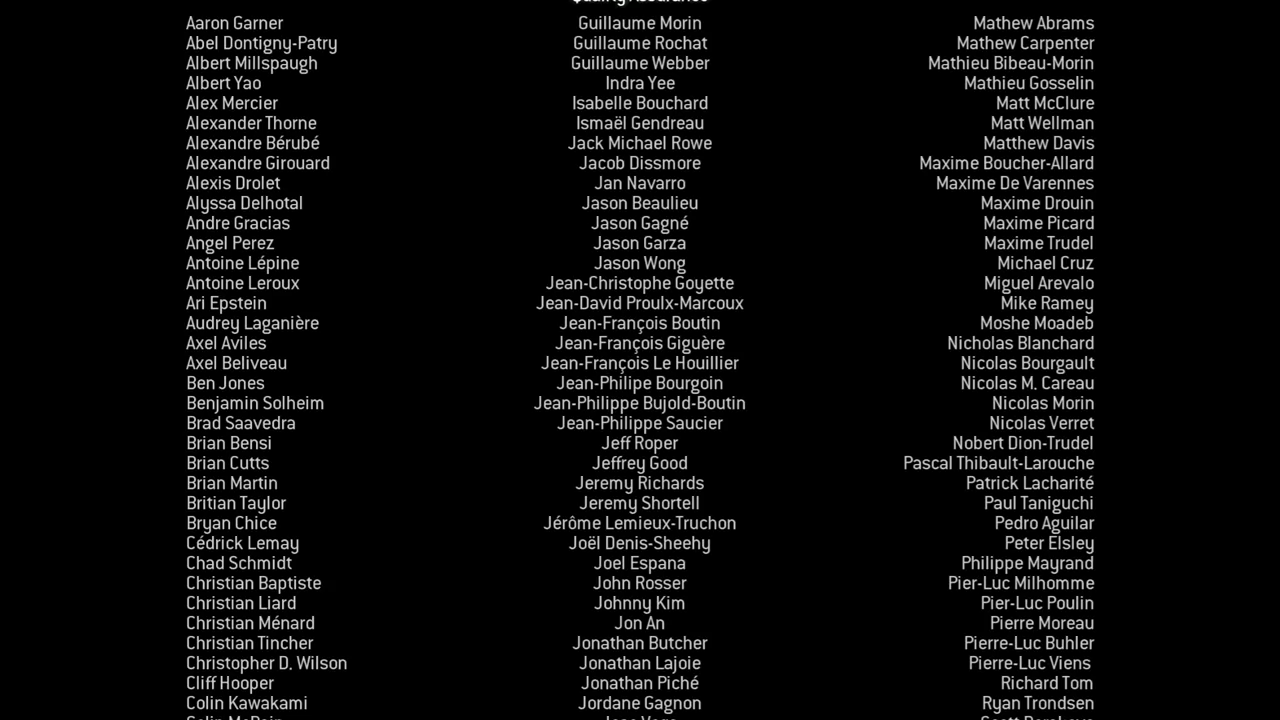 Quality Assurance
Aaron Garner Guillaume Morin Mathew Abrams
Abel Dontigny-Patry Guillaume Rochat Mathew Carpenter
Albert Millspaugh Guillaume Webber Mathieu Bibeau-Morin
Albert Yao Indra Yee Mathieu Gosselin
Alex Mercier Isabelle Bouchard Matt McClure
Alexander Thorne Ismaël Gendreau Matt Wellman
Alexandre Bérubé Jack Michael Rowe Matthew Davis
Alexandre Girouard Jacob Dissmore Maxime Boucher-Allard
Alexis Drolet Jan Navarro Maxime De Varennes
Alyssa Delhotal Jason Beaulieu Maxime Drouin
Andre Gracias Jason Gagné Maxime Picard
Angel Perez Jason Garza Maxime Trudel
Antoine Lépine Jason Wong Michael Cruz
Antoine Leroux Jean-Christophe Goyette Miguel Arevalo
Ari Epstein Jean-David Proulx-Marcoux Mike Ramey
Audrey Laganière Jean-François Boutin Moshe Moadeb
Axel Aviles Jean-François Giguère Nicholas Blanchard
Axel Beliveau Jean-François Le Houillier Nicolas Bourgault
Ben Jones Jean-Philipe Bourgoin Nicolas M. Careau
Benjamin Solheim Jean-Philippe Bujold-Boutin Nicolas Morin
Brad Saavedra Jean-Philippe Saucier Nicolas Verret
Brian Bensi Jeff Roper Nobert Dion-Trudel
Brian Cutts Jeffrey Good Pascal Thibault-Larouche
Brian Martin Jeremy Richards Patrick Lacharité
Britian Taylor Jeremy Shortell Paul Taniguchi
Bryan Chice Jérôme Lemieux-Truchon Pedro Aguilar
Cédrick Lemay Joël Denis-Sheehy Peter Elsley
Chad Schmidt Joel Espana Philippe Mayrand
Christian Baptiste John Rosser Pier-Luc Milhomme
Christian Liard Johnny Kim Pier-Luc Poulin
Christian Ménard Jon An Pierre Moreau
Christian Tincher Jonathan Butcher Pierre-Luc Buhler
Christopher D. Wilson Jonathan Lajoie Pierre-Luc Viens
Cliff Hooper Jonathan Piché Richard Tom
Colin Kawakami Jordane Gagnon Ryan Trondsen